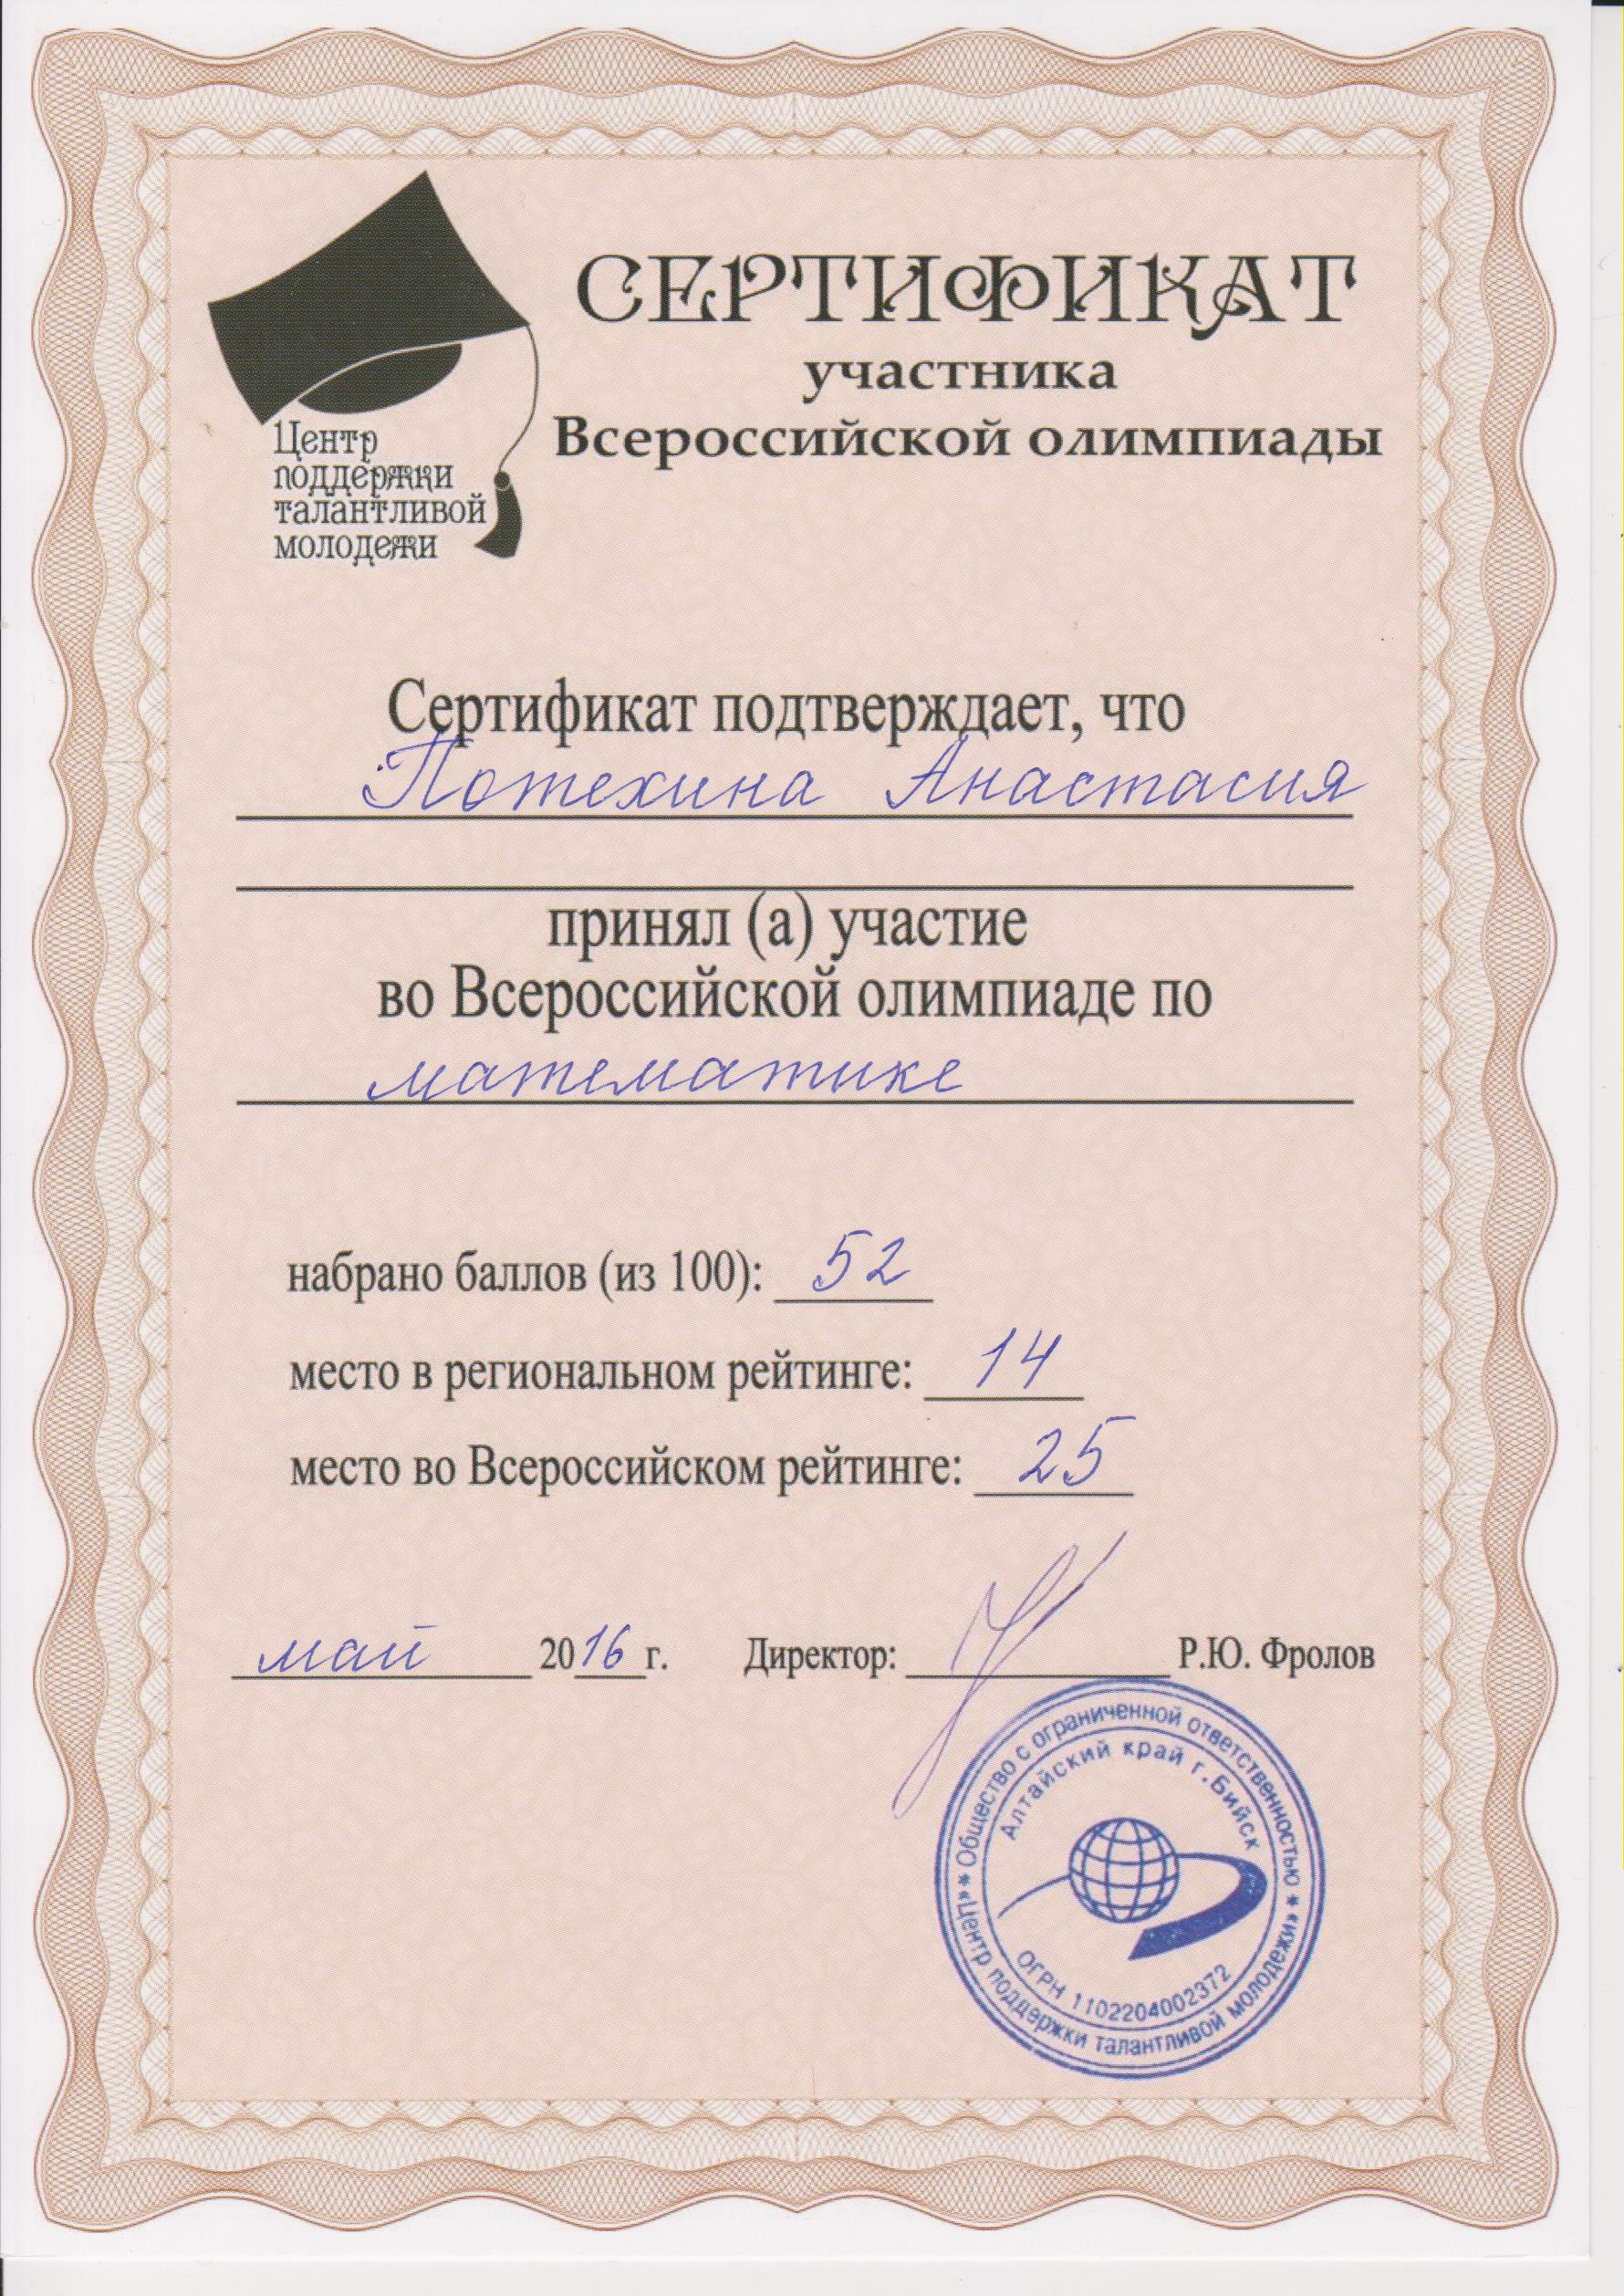 СЕРТИФИКАТ
участника
Всероссийской олимпиады
Центр
поддержки
талантливой
молодежи
Сертификат подтверждает, что
Потехина Анастасия
принял (а) участие
во Всероссийской олимпиаде по
математике
набрано баллов (из 100): 52
место в региональном рейтинге: 14
место во Всероссийском рейтинге: 25
май 2016 г. Директор: Р.Ю. Фролов
* Общество с ограниченной ответственностью * «Центр поддержки талантливой молодежи»
Алтайский край г.Бийск
ОГРН 1102204002372